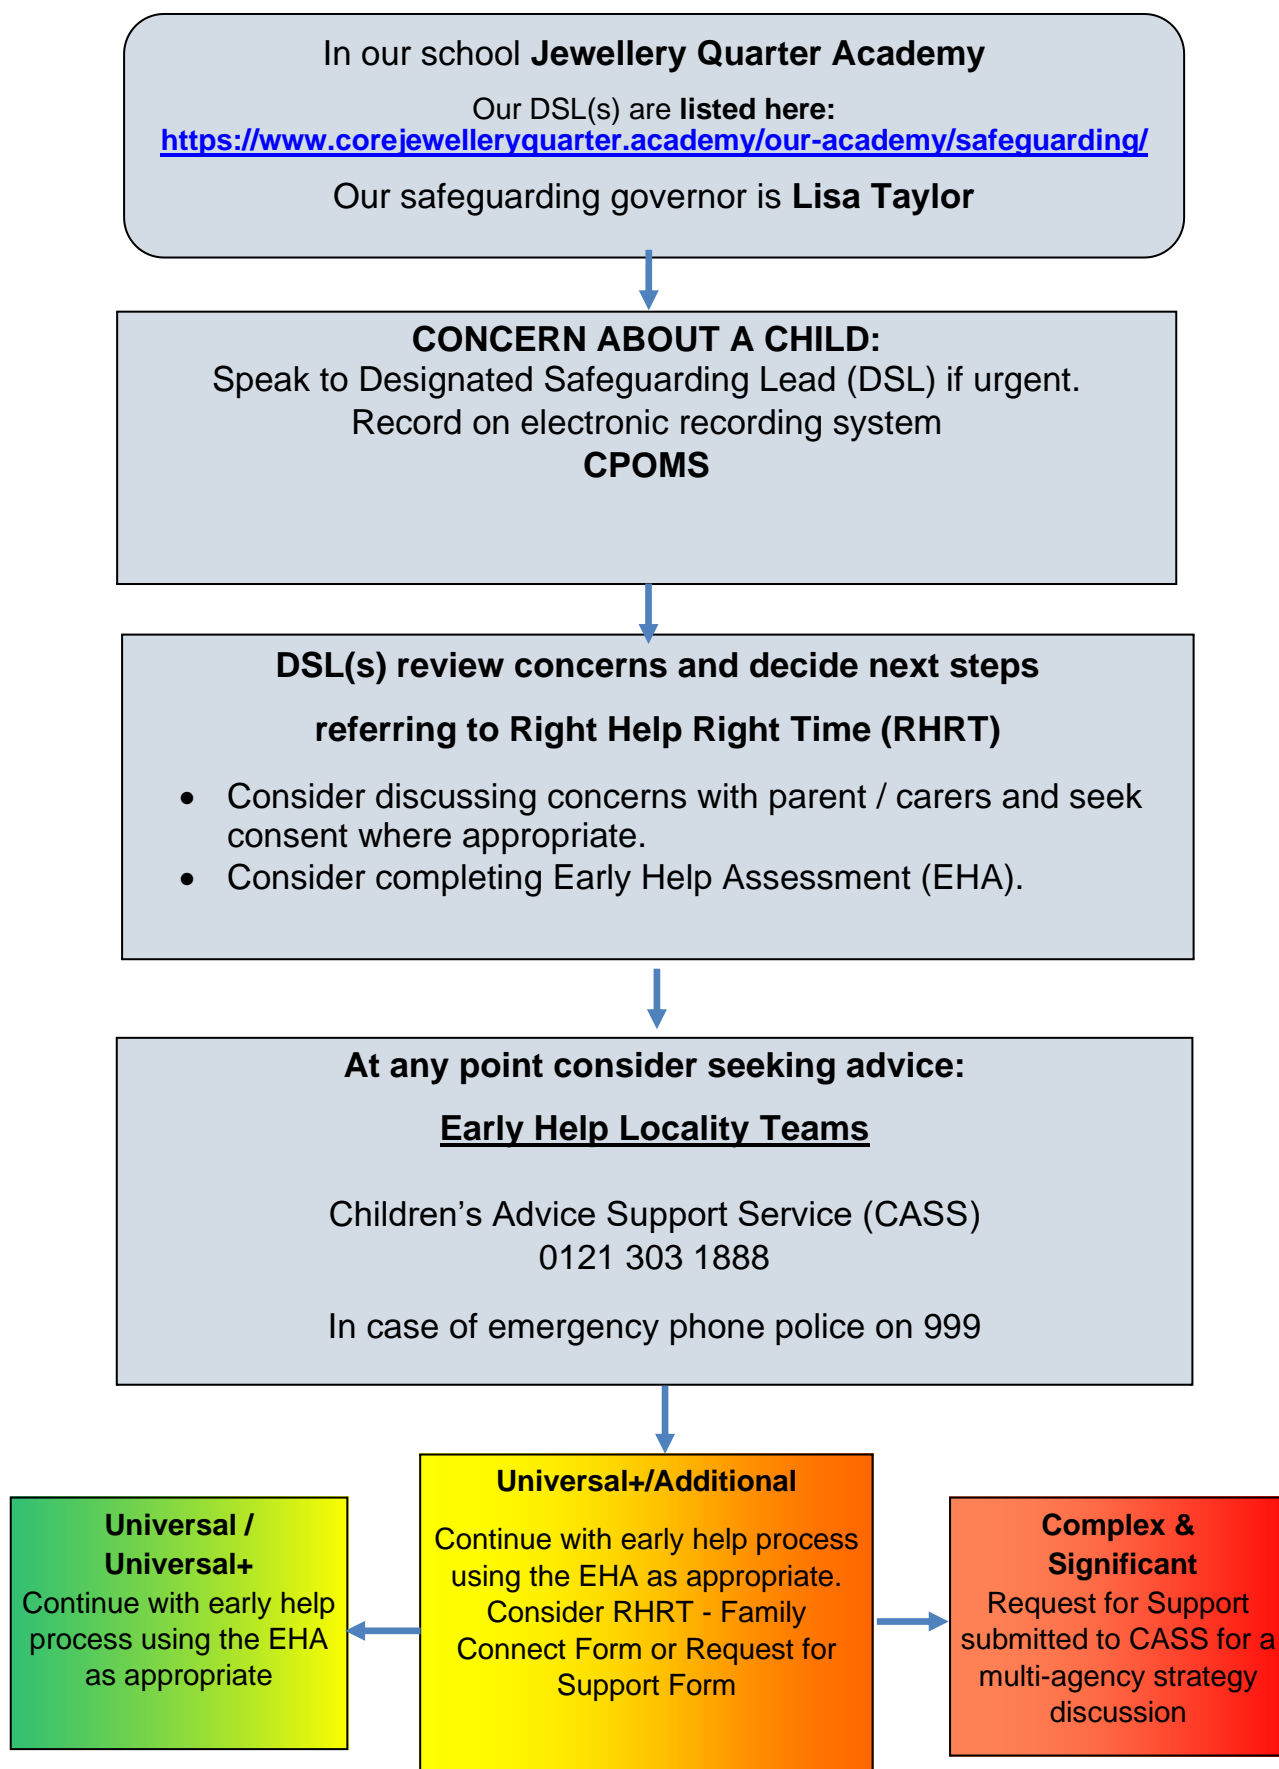 In our school Jewellery Quarter Academy
Our DSL(s) are listed here:
https://www.corejewelleryquarter.academy/our-academy/safeguarding/
Our safeguarding governor is Lisa Taylor
CONCERN ABOUT A CHILD:
Speak to Designated Safeguarding Lead (DSL) if urgent.
Record on electronic recording system
CPOMS
DSL(s) review concerns and decide next steps
referring to Right Help Right Time (RHRT)
• Consider discussing concerns with parent / carers and seek
consent where appropriate.
• Consider completing Early Help Assessment (EHA).
At any point consider seeking advice:
Early Help Locality Teams
Children’s Advice Support Service (CASS)
0121 303 1888
In case of emergency phone police on 999
Universal /
Universal+
Continue with early help
process using the EHA
as appropriate
Universal+/Additional
Continue with early help process
using the EHA as appropriate.
Consider RHRT - Family
Connect Form or Request for
Support Form
Complex &
Significant
Request for Support
submitted to CASS for a
multi-agency strategy
discussion